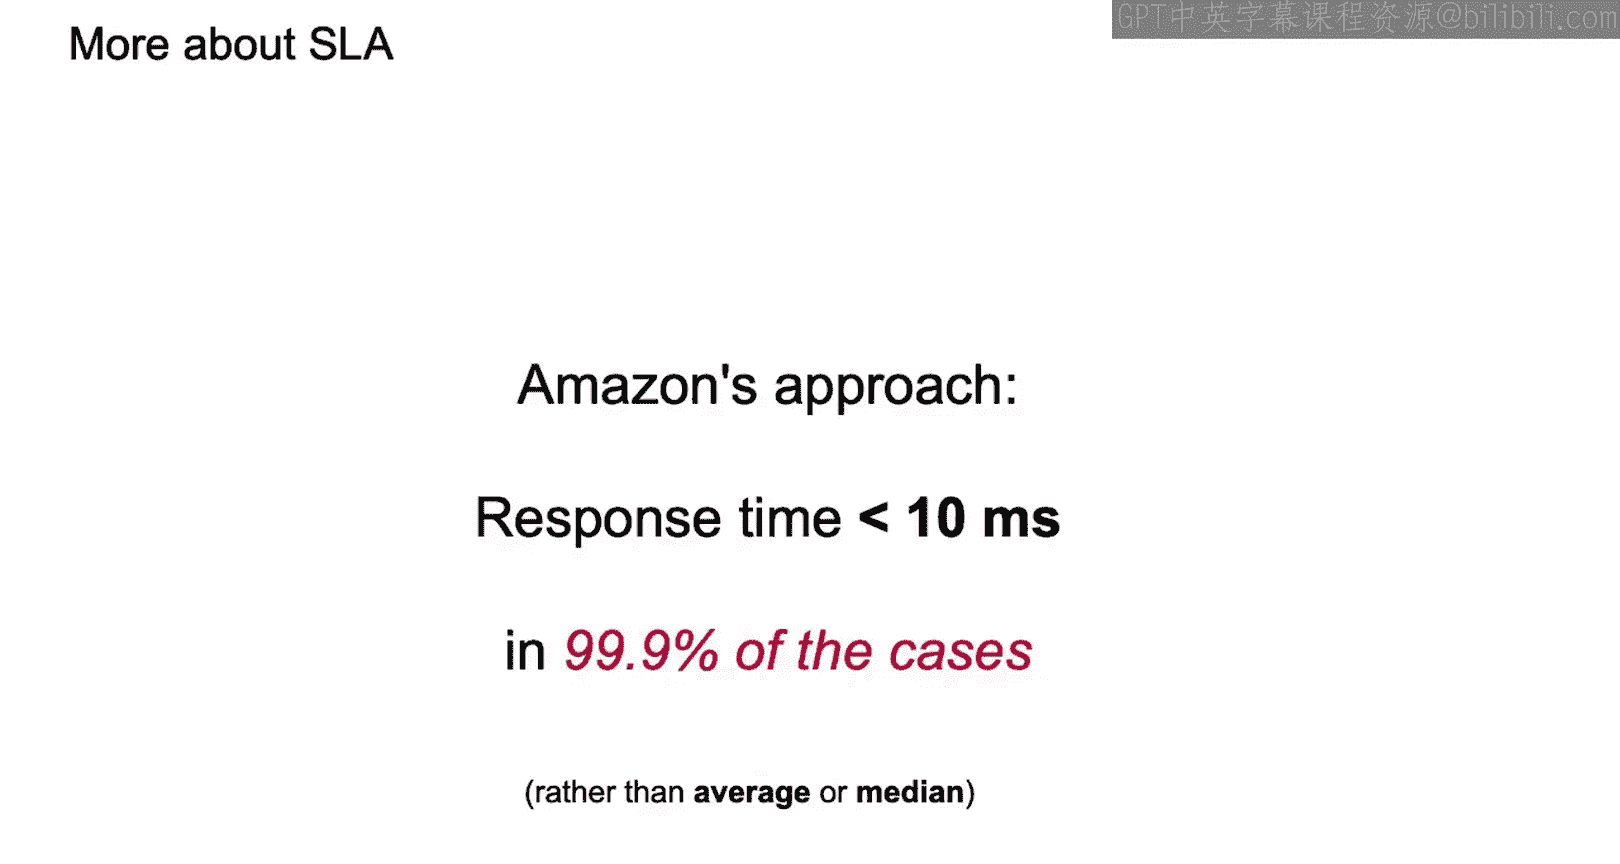 More about SLA
GPT中英字幕课程资源@bilibili.com
Amazon's approach:
Response time < 10 ms
in 99.9% of the cases
(rather than average or median)